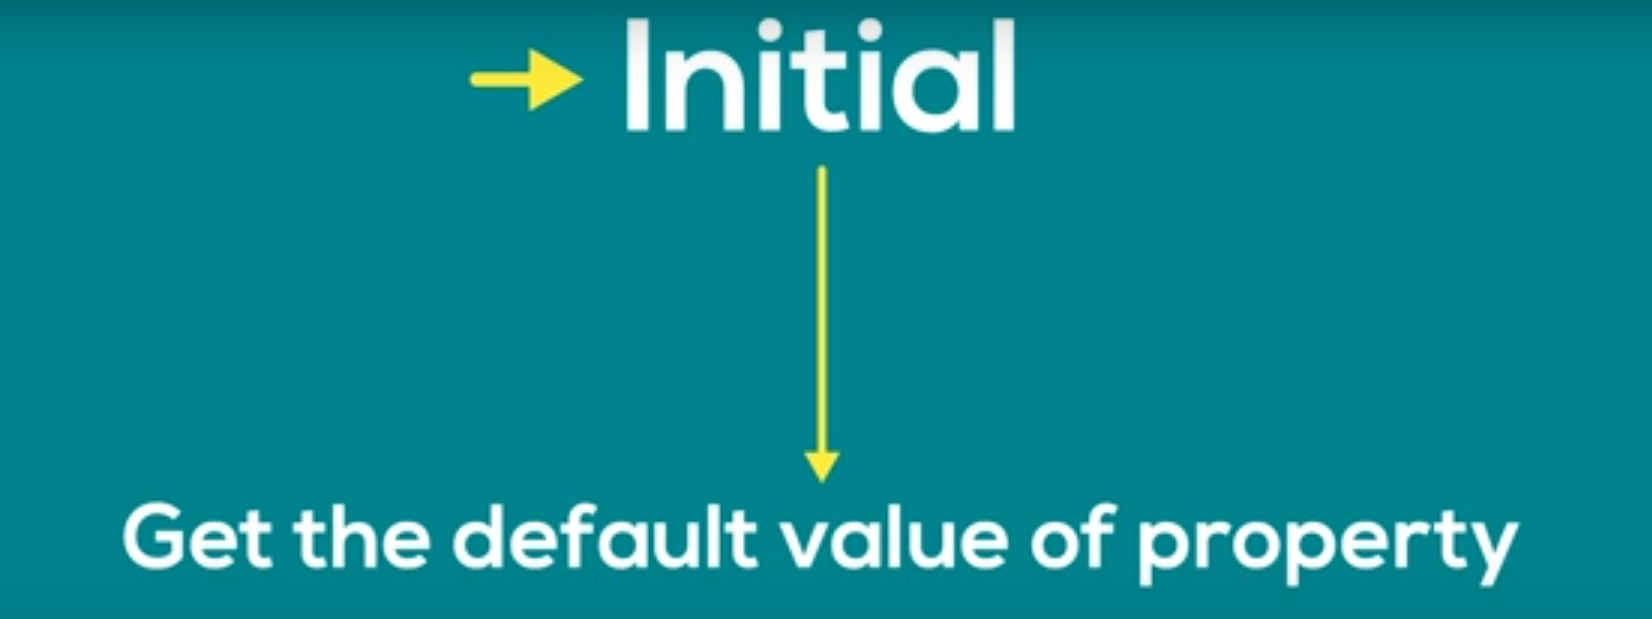 Initial
Get the default value of property